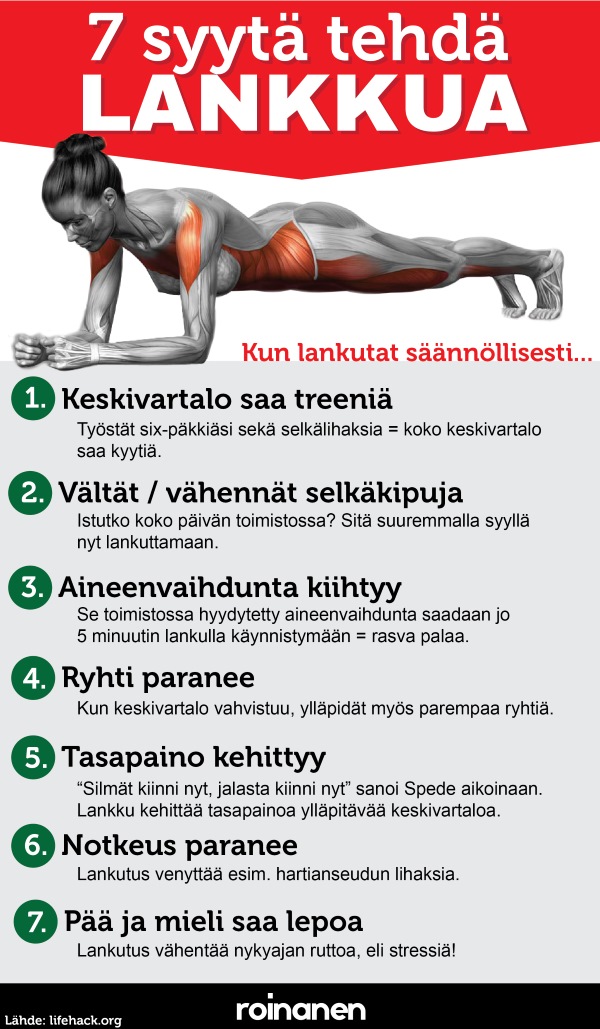 7 syytä tehdä
LANKKUA
Kun lankutat säännöllisesti...
1. Keskivartalo saa treeniä
Työstät six-päkkiäsi sekä selkälihaksia = koko keskivartalo
saa kyytiä.
2. Vältät / vähennät selkäkipuja
Istutko koko päivän toimistossa? Sitä suuremmalla syyllä
nyt lankuttamaan.
3. Aineenvaihdunta kiihtyy
Se toimistossa hyydytetty aineenvaihdunta saadaan jo
5 minuutin lankulla käynnistymään = rasva palaa.
4. Ryhti paranee
Kun keskivartalo vahvistuu, ylläpidät myös parempaa ryhtiä.
5. Tasapaino kehittyy
“Silmät kiinni nyt, jalasta kiinni nyt” sanoi Spede aikoinaan.
Lankku kehittää tasapainoa ylläpitävää keskivartaloa.
6. Notkeus paranee
Lankutus venyttää esim. hartianseudun lihaksia.
7. Pää ja mieli saa lepoa
Lankutus vähentää nykyajan ruttoa, eli stressiä!
roinanen
Lähde: lifehack.org